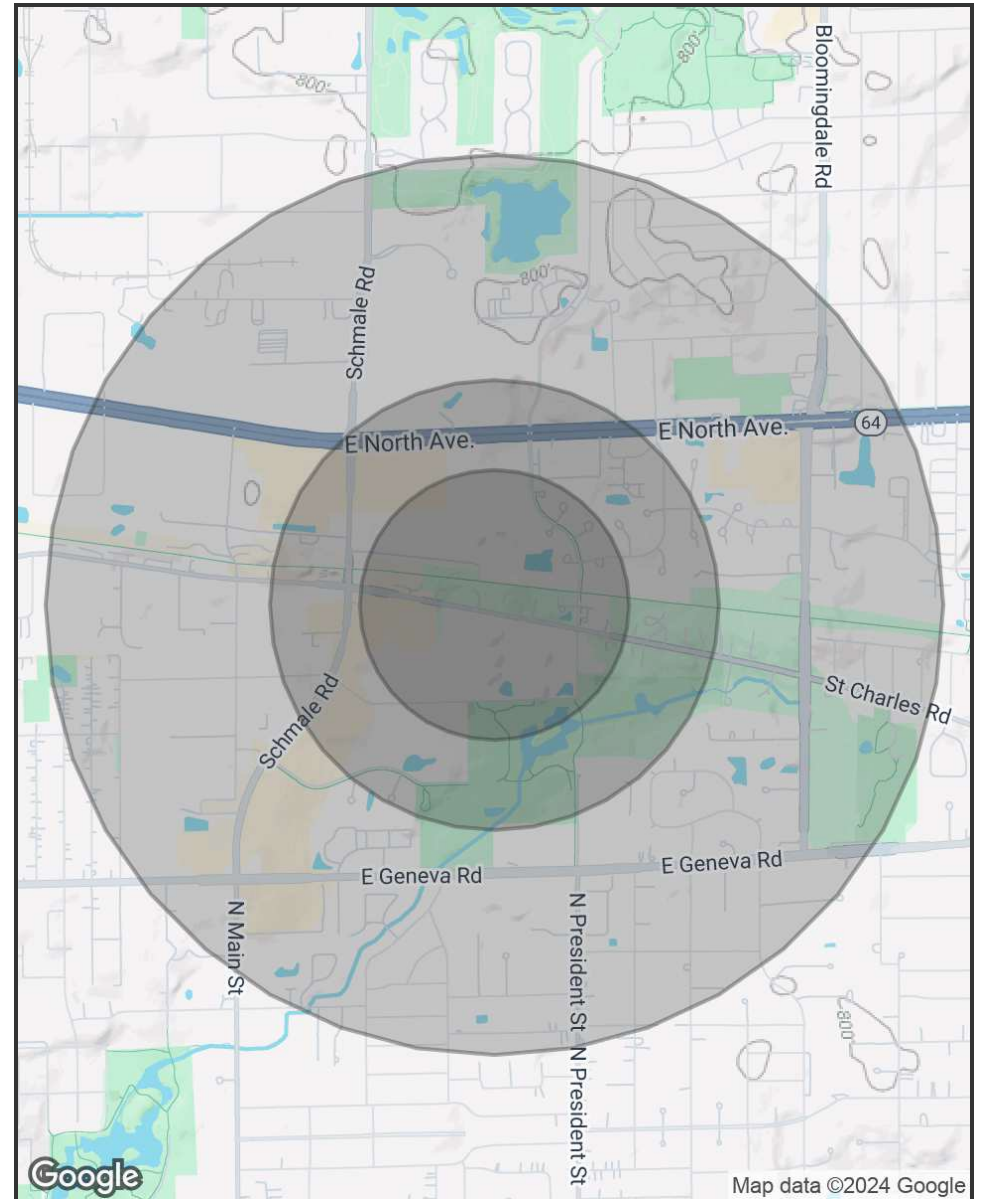 Bloomingdale Rd
800'
800'
800'
Schmale Rd
64
E North Ave.
E North Ave.
Schmale Rd
St Charles Rd
E Geneva Rd
E Geneva Rd
N Main St
N President St
N President St
800'
Google
Map data ©2024 Google